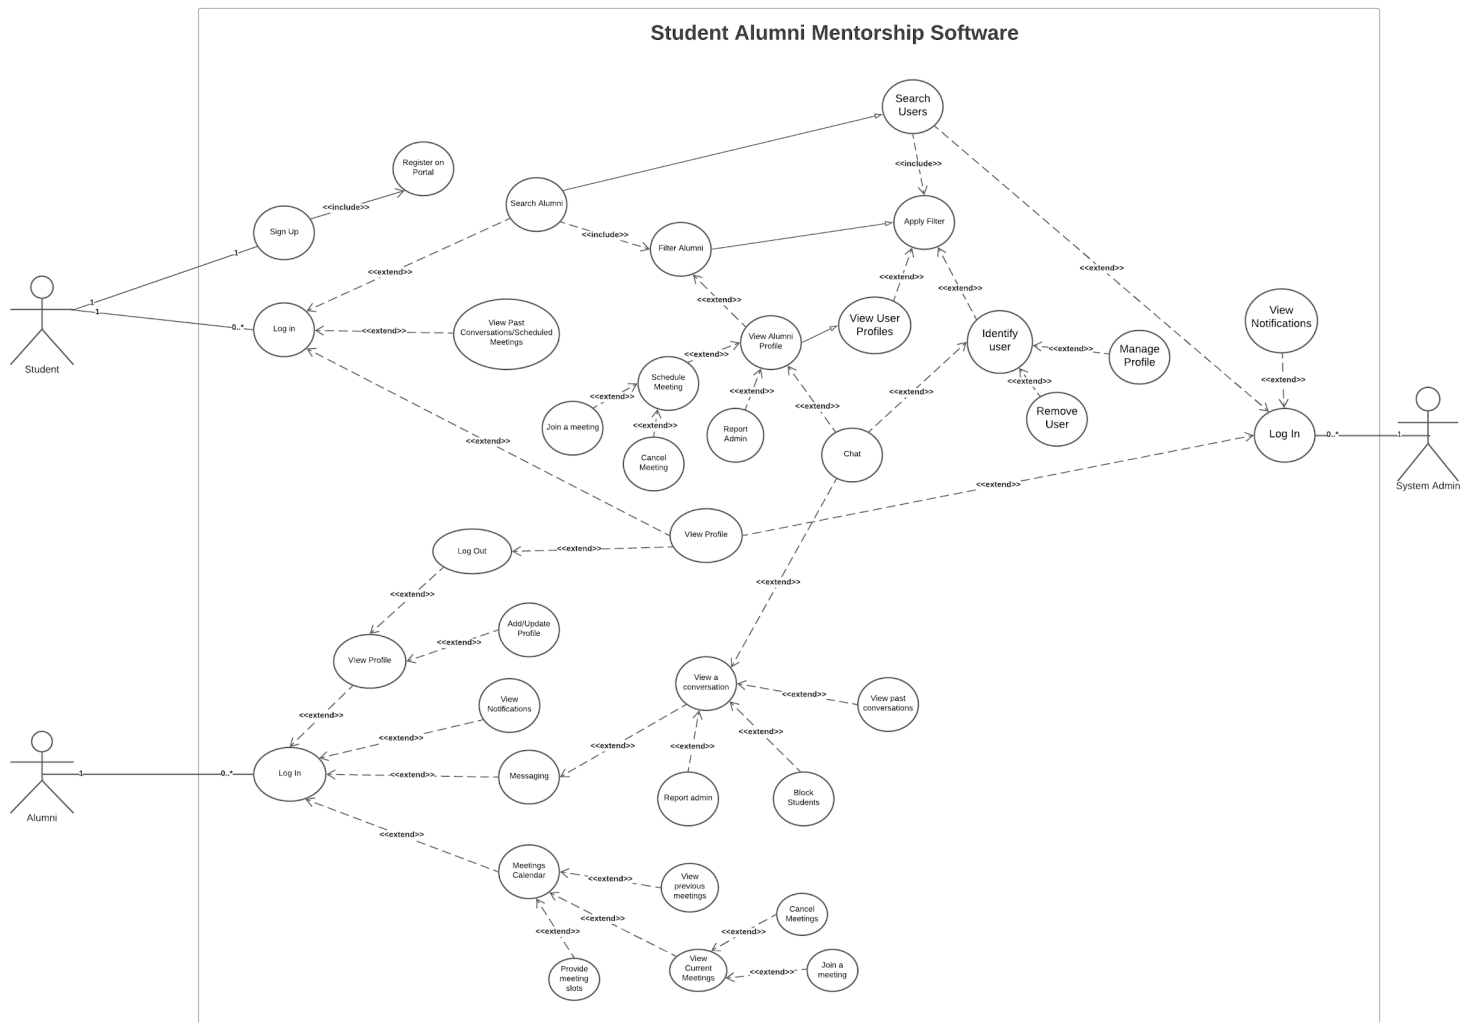 Student Alumni Mentorship Software
Search
Users
Register on
Portal
<<include>>
<<include>>
Search Alumni
Sign Up
Apply Filter
<<include>>
Filter Alumni
1
1
<<extend>>
<<extend>>
<<extend>>
<<extend>>
<<extend>>
<<extend>>
1
0..*
Log in
<<extend>>
View Past
Conversations/Scheduled
Meetings
View Alumni
Profile
View User
Profiles
Identify
user
<<extend>>
Manage
Profile
View
Notifications
Student
<<extend>>
Schedule
Meeting
<<extend>>
<<extend>>
<<extend>>
<<extend>>
<<extend>>
<<extend>>
<<extend>>
Join a meeting
<<extend>>
Report
Admin
Remove
User
<<extend>>
Cancel
Meeting
Chat
Log In
0..*
1
System Admin
<<extend>>
VIew Profile
Log Out
<<extend>>
<<extend>>
<<extend>>
Add/Update
Profile
<<extend>>
VIew Profile
View a
conversation
<<extend>>
View past
conversations
<<extend>>
View
Notifications
<<extend>>
<<extend>>
<<extend>>
<<extend>>
1
0..*
Log In
<<extend>>
Messaging
Report admin
Block
Students
Alumni
<<extend>>
Meetings
Calendar
<<extend>>
View
previous
meetings
<<extend>>
Cancel
Meetings
<<extend>>
<<extend>>
Provide
meeting
slots
View
Current
Meetings
<<extend>>
Join a
meeting